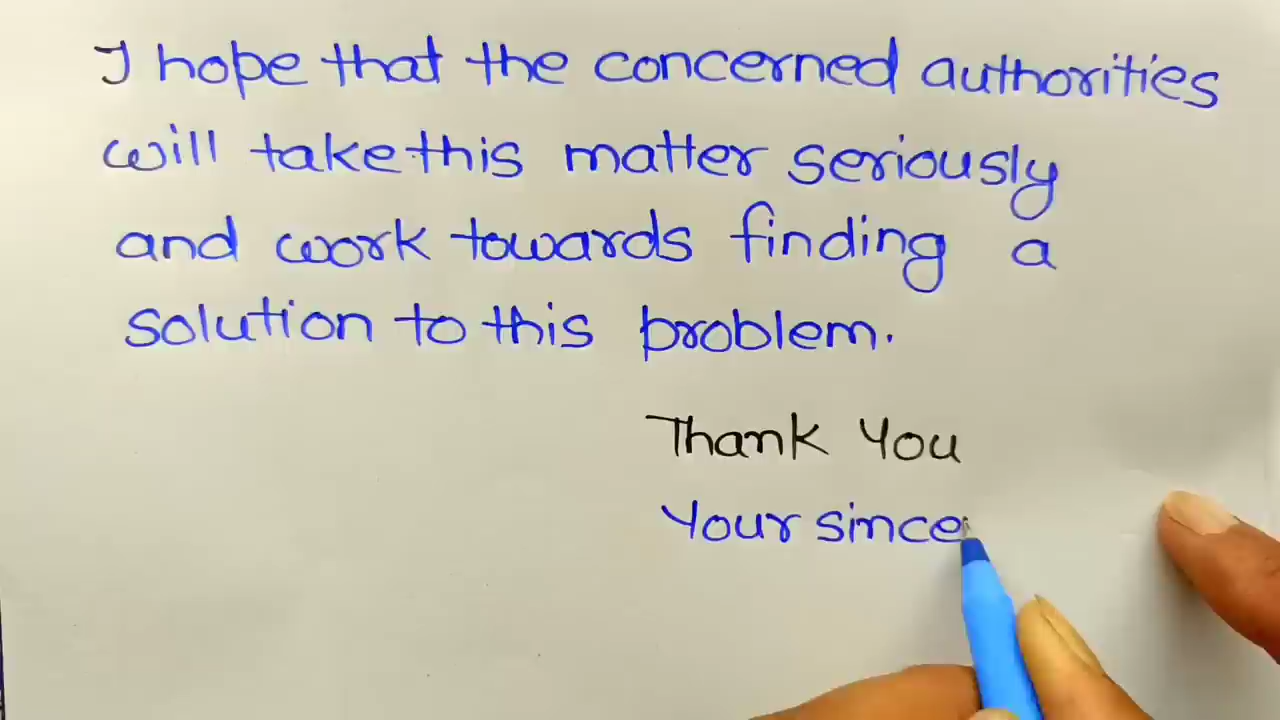 I hope that the concerned authorities
will take this matter seriously
and work towards finding a
solution to this problem.
Thank You
Your since